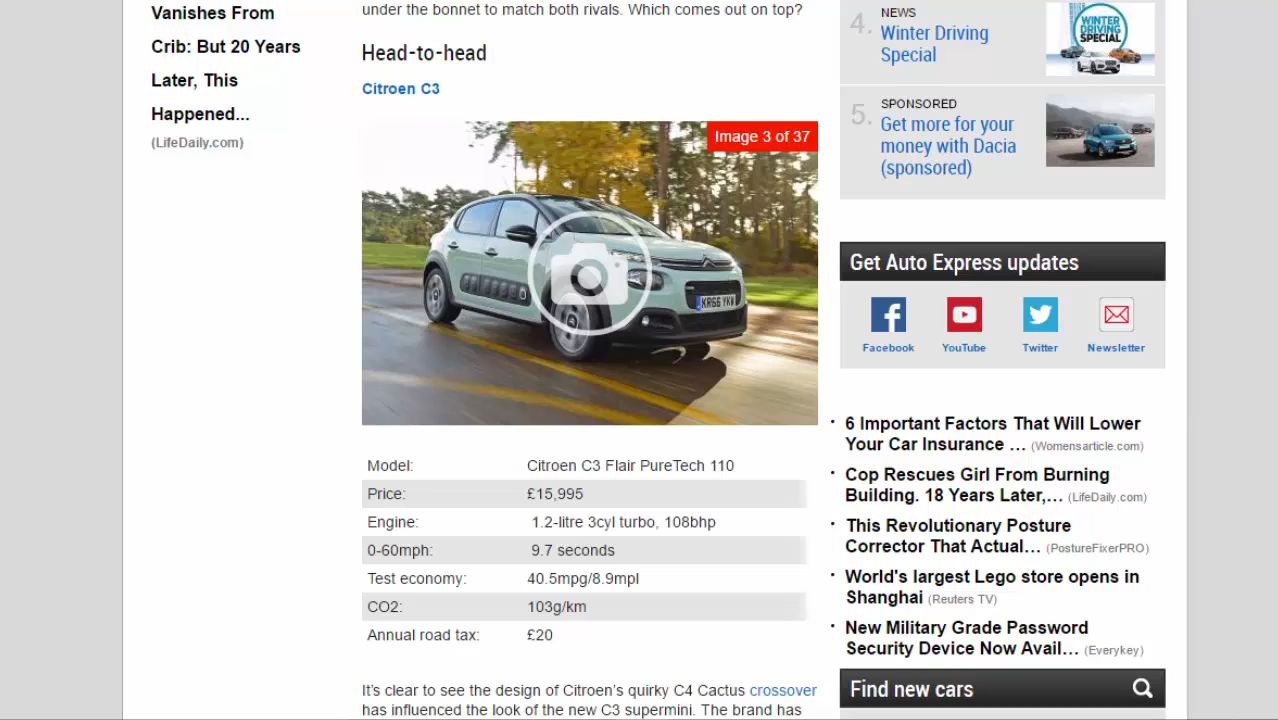 Vanishes From
Crib: But 20 Years
Later, This
Happened...
(LifeDaily.com)
under the bonnet to match both rivals. Which comes out on top?
Head-to-head
Citroen C3
Image 3 of 37
KR66 YKW
Model: Citroen C3 Flair PureTech 110
Price: £15,995
Engine: 1.2-litre 3cyl turbo, 108bhp
0-60mph: 9.7 seconds
Test economy: 40.5mpg/8.9mpl
CO2: 103g/km
Annual road tax: £20
It's clear to see the design of Citroen's quirky C4 Cactus crossover
has influenced the look of the new C3 supermini. The brand has
4. NEWS
Winter Driving
Special
WINTER
DRIVING
SPECIAL
5. SPONSORED
Get more for your
money with Dacia
(sponsored)
Get Auto Express updates
Facebook YouTube Twitter Newsletter
· 6 Important Factors That Will Lower
Your Car Insurance … (Womensarticle.com)
· Cop Rescues Girl From Burning
Building. 18 Years Later,… (LifeDaily.com)
· This Revolutionary Posture
Corrector That Actual… (PostureFixerPRO)
· World's largest Lego store opens in
Shanghai (Reuters TV)
· New Military Grade Password
Security Device Now Avail… (Everykey)
Find new cars